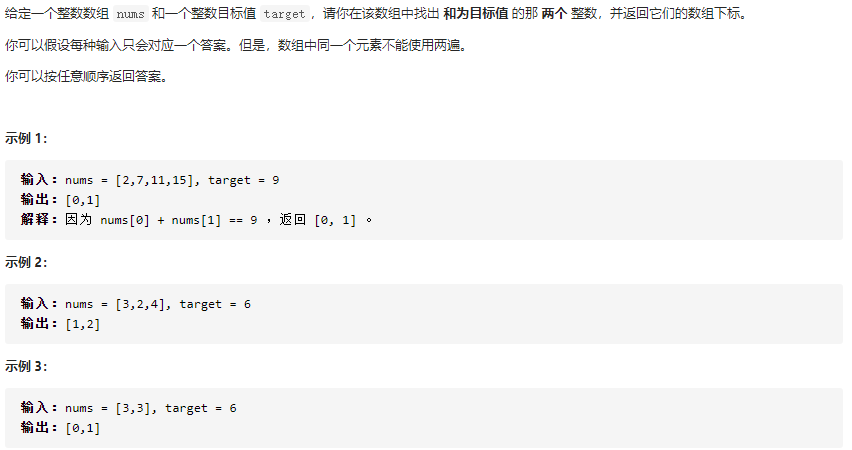 给定一个整数数组 nums 和一个整数目标值 target，请你在该数组中找出 和为目标值 的那 两个 整数，并返回它们的数组下标。
你可以假设每种输入只会对应一个答案。但是，数组中同一个元素不能使用两遍。
你可以按任意顺序返回答案。
示例 1：
输入：nums = [2,7,11,15], target = 9
输出：[0,1]
解释：因为 nums[0] + nums[1] == 9 ，返回 [0, 1] 。
示例 2：
输入：nums = [3,2,4], target = 6
输出：[1,2]
示例 3：
输入：nums = [3,3], target = 6
输出：[0,1]